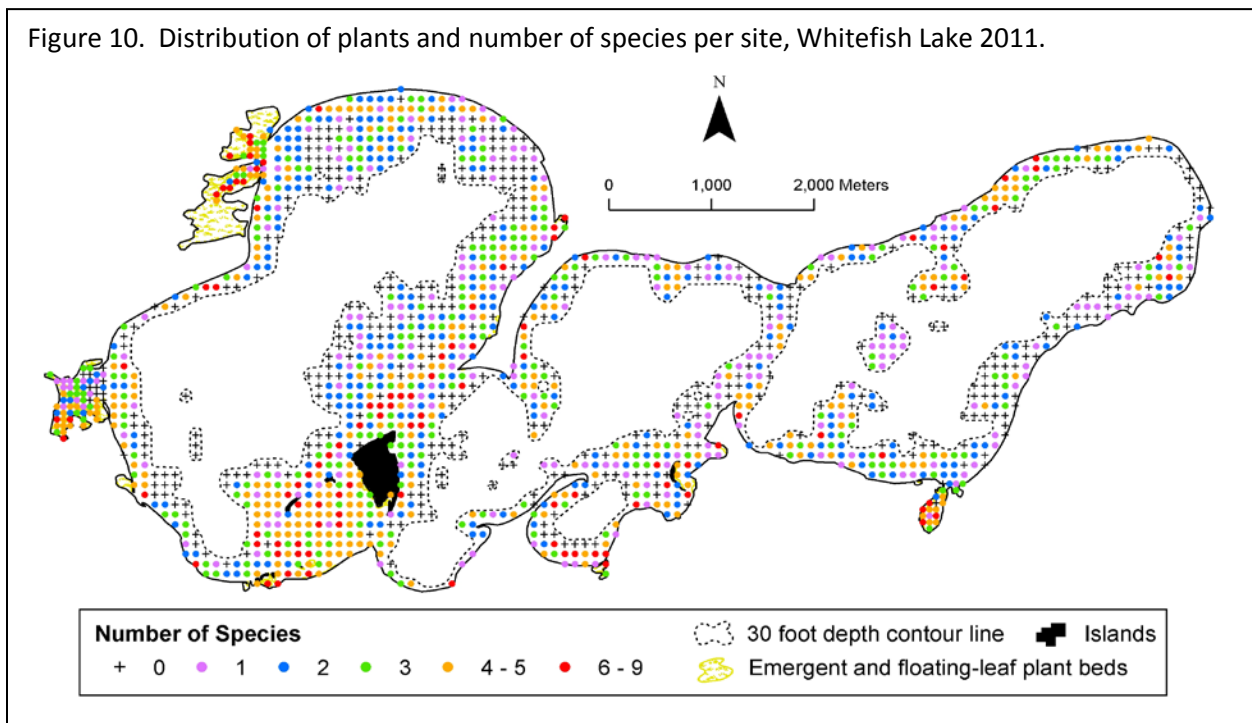 Figure 10.  Distribution of plants and number of species per site, Whitefish Lake 2011.
N
0 1,000 2,000 Meters
Number of Species
30 foot depth contour line
Islands
+ 0 1 2 3 4 - 5 6 - 9
Emergent and floating-leaf plant beds